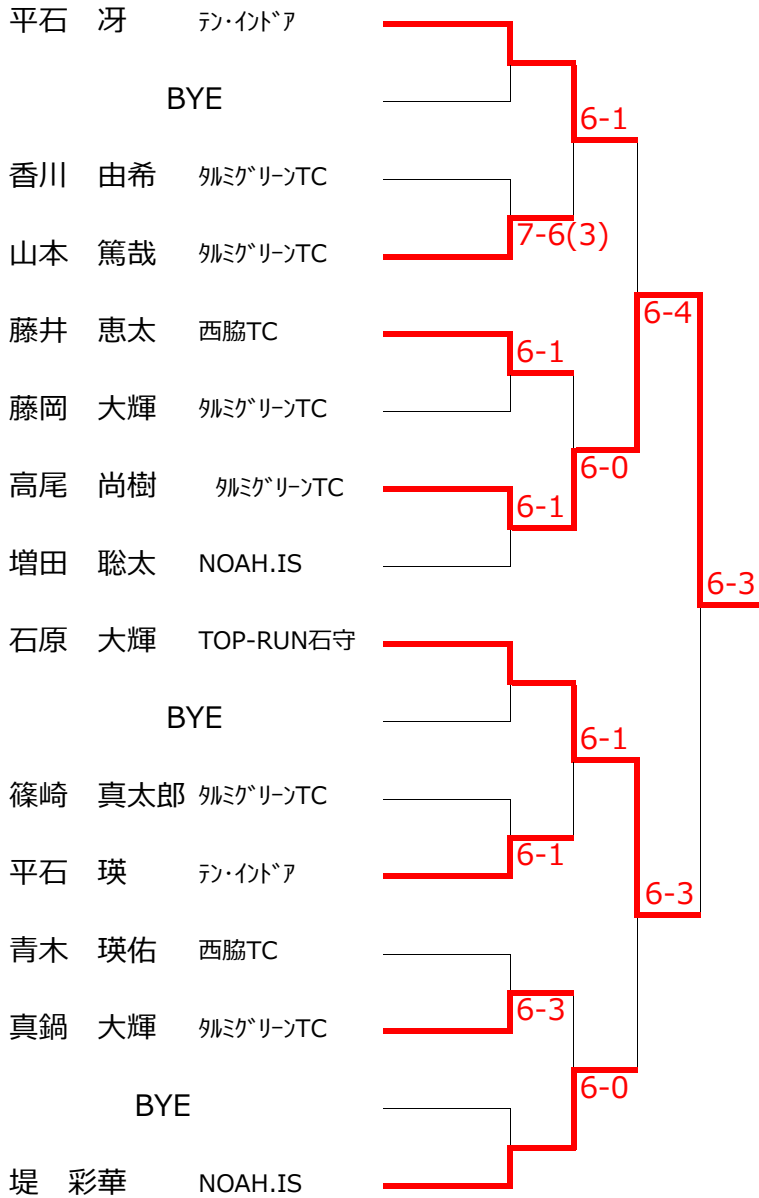 平石　冴　ﾃﾝ･ｲﾝﾄﾞｱ
BYE
6-1
香川　由希　ﾀﾙﾐｸﾞﾘｰﾝTC
7-6(3)
山本　篤哉　ﾀﾙﾐｸﾞﾘｰﾝTC
6-4
藤井　恵太　西脇TC
6-1
藤岡　大輝　ﾀﾙﾐｸﾞﾘｰﾝTC
6-0
高尾　尚樹　ﾀﾙﾐｸﾞﾘｰﾝTC
6-1
増田　聡太　NOAH.IS
6-3
石原　大輝　TOP-RUN石守
BYE
6-1
篠崎　真太郎　ﾀﾙﾐｸﾞﾘｰﾝTC
6-1
平石　瑛　ﾃﾝ･ｲﾝﾄﾞｱ
6-3
青木　瑛佑　西脇TC
6-3
真鍋　大輝　ﾀﾙﾐｸﾞﾘｰﾝTC
6-0
BYE
堤　彩華　NOAH.IS